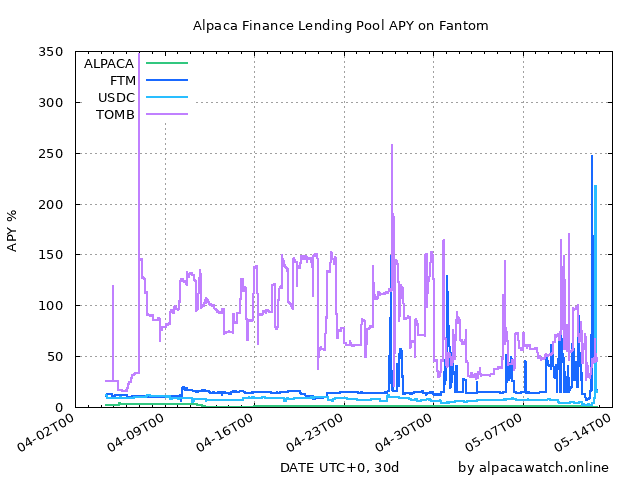 Alpaca Finance Lending Pool APY on Fantom
350
300
250
200
150
100
50
0
APY %
ALPACA
FTM
USDC
TOMB
04-02T00
04-09T00
04-16T00
04-23T00
04-30T00
05-07T00
05-14T00
DATE UTC+0, 30d
by alpacawatch.online